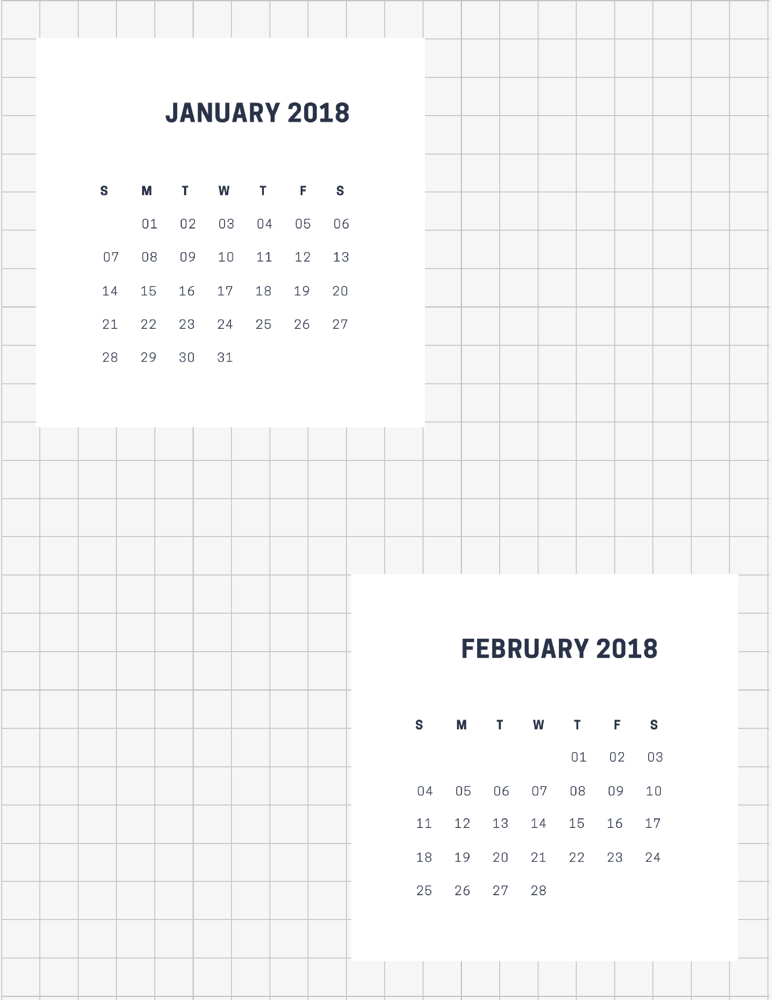 JANUARY 2018
S M T W T F S
01 02 03 04 05 06
07 08 09 10 11 12 13
14 15 16 17 18 19 20
21 22 23 24 25 26 27
28 29 30 31
FEBRUARY 2018
S M T W T F S
01 02 03
04 05 06 07 08 09 10
11 12 13 14 15 16 17
18 19 20 21 22 23 24
25 26 27 28